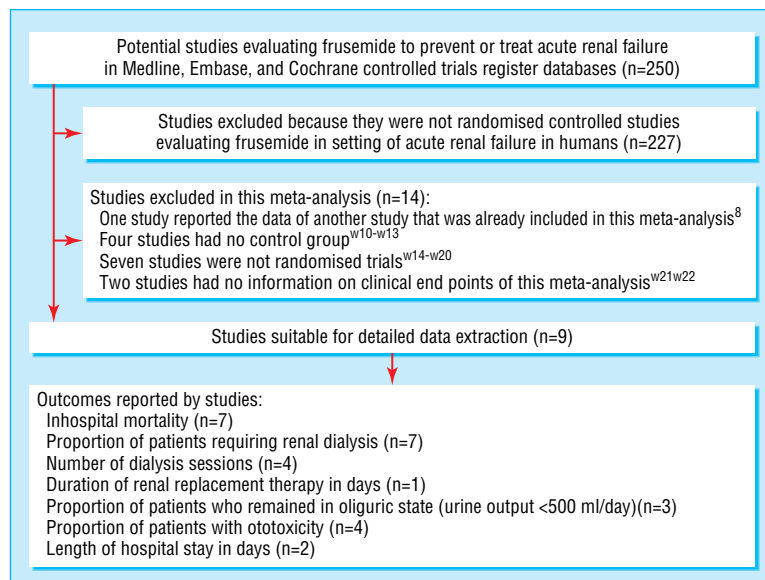 Potential studies evaluating frusemide to prevent or treat acute renal failure
in Medline, Embase, and Cochrane controlled trials register databases (n=250)
Studies excluded because they were not randomised controlled studies
evaluating frusemide in setting of acute renal failure in humans (n=227)
Studies excluded in this meta-analysis (n=14):
One study reported the data of another study that was already included in this meta-analysis8
Four studies had no control groupw10-w13
Seven studies were not randomised trialsw14-w20
Two studies had no information on clinical end points of this meta-analysisw21w22
Studies suitable for detailed data extraction (n=9)
Outcomes reported by studies:
Inhospital mortality (n=7)
Proportion of patients requiring renal dialysis (n=7)
Number of dialysis sessions (n=4)
Duration of renal replacement therapy in days (n=1)
Proportion of patients who remained in oliguric state (urine output <500 ml/day)(n=3)
Proportion of patients with ototoxicity (n=4)
Length of hospital stay in days (n=2)